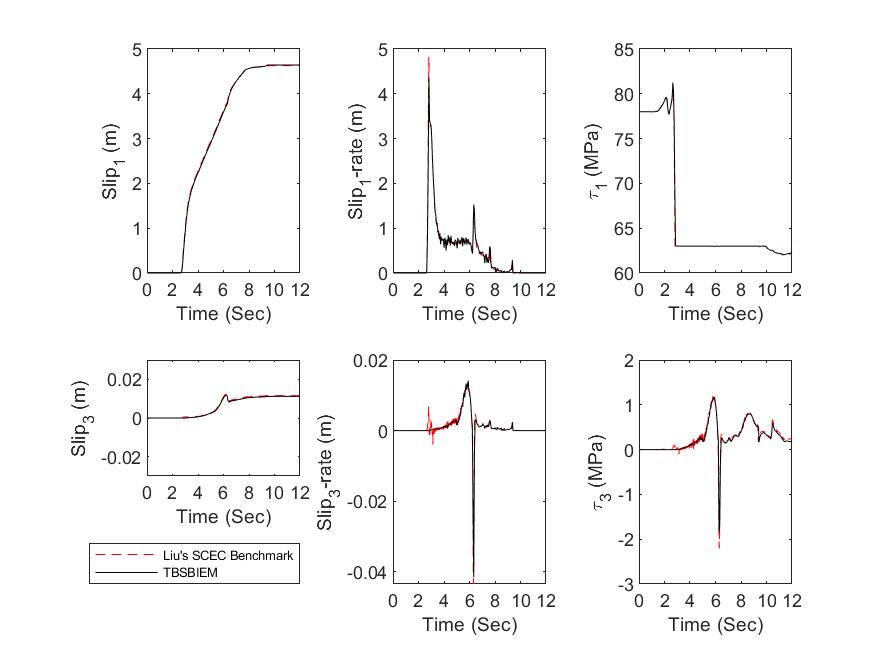 5
4
3
2
1
0
Slip1 (m)
0 2 4 6 8 10 12
Time (Sec)
5
4
3
2
1
0
Slip1-rate (m)
0 2 4 6 8 10 12
Time (Sec)
85
80
75
70
65
60
τ1 (MPa)
0 2 4 6 8 10 12
Time (Sec)
0.02
0
-0.02
Slip3 (m)
0 2 4 6 8 10 12
Time (Sec)
Liu's SCEC Benchmark
TBSBIEM
0.02
0
-0.02
-0.04
Slip3-rate (m)
0 2 4 6 8 10 12
Time (Sec)
2
1
0
-1
-2
-3
τ3 (MPa)
0 2 4 6 8 10 12
Time (Sec)